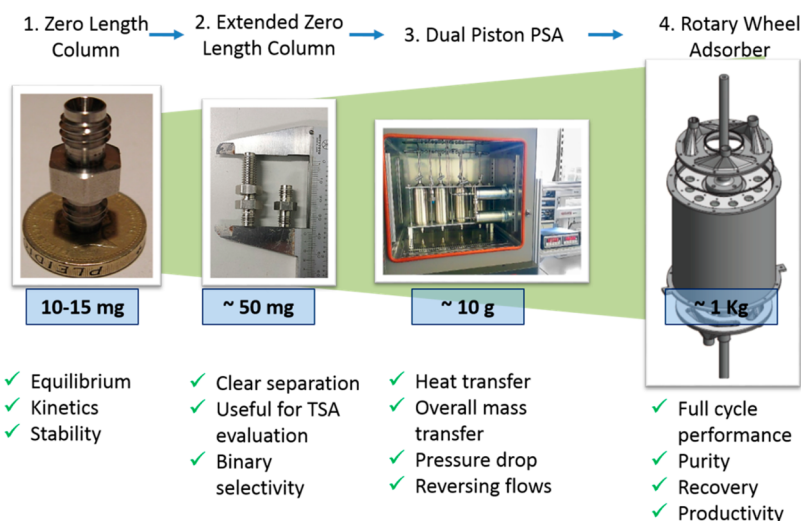 1. Zero Length
Column
2. Extended Zero
Length Column
3. Dual Piston PSA
4. Rotary Wheel
Adsorber
PLEID
10-15 mg
~ 50 mg
~ 10 g
~ 1 Kg
✓ Equilibrium
✓ Kinetics
✓ Stability
✓ Clear separation
✓ Useful for TSA
evaluation
✓ Binary
selectivity
✓ Heat transfer
✓ Overall mass
transfer
✓ Pressure drop
✓ Reversing flows
✓ Full cycle
performance
✓ Purity
✓ Recovery
✓ Productivity